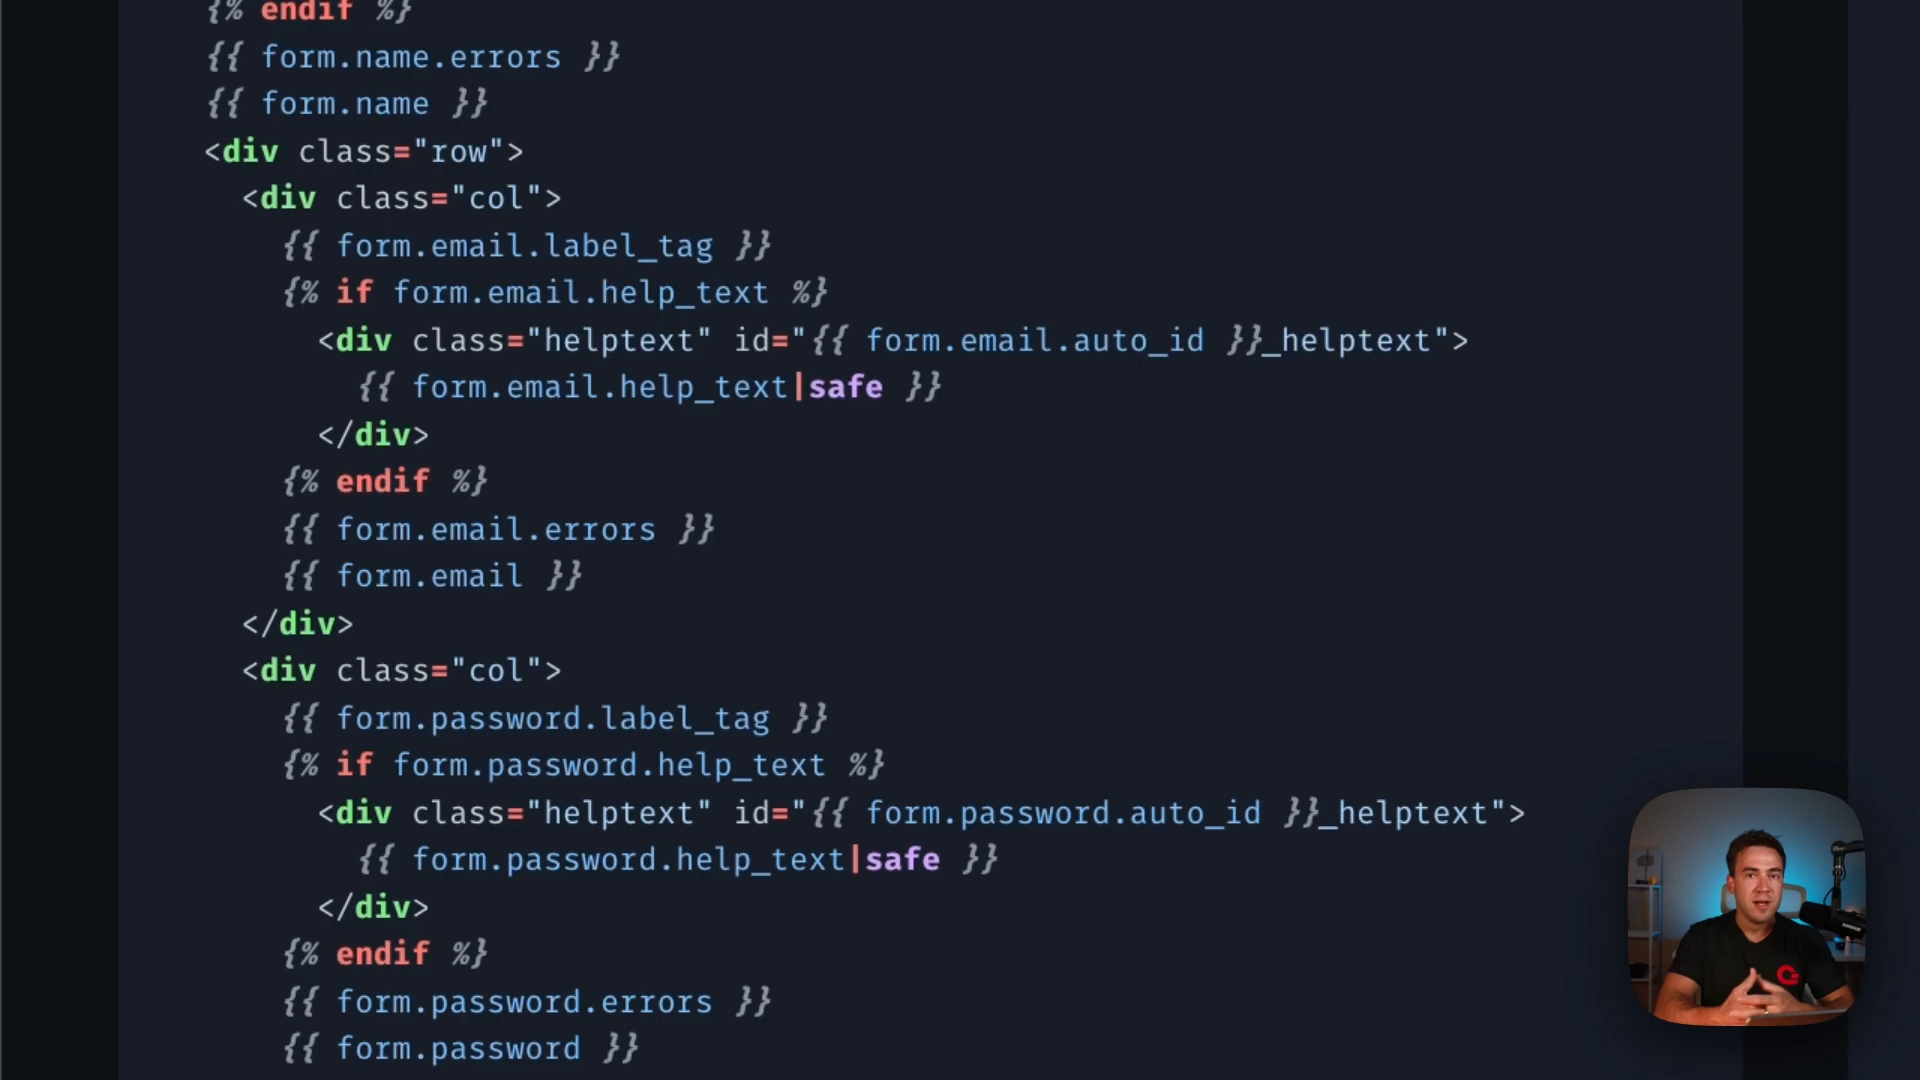 {% endif %}
{{ form.name.errors }}
{{ form.name }}
<div class="row">
<div class="col">
{{ form.email.label_tag }}
{% if form.email.help_text %}
<div class="helptext" id="{{ form.email.auto_id }}_helptext">
{{ form.email.help_text|safe }}
</div>
{% endif %}
{{ form.email.errors }}
{{ form.email }}
</div>
<div class="col">
{{ form.password.label_tag }}
{% if form.password.help_text %}
<div class="helptext" id="{{ form.password.auto_id }}_helptext">
{{ form.password.help_text|safe }}
</div>
{% endif %}
{{ form.password.errors }}
{{ form.password }}